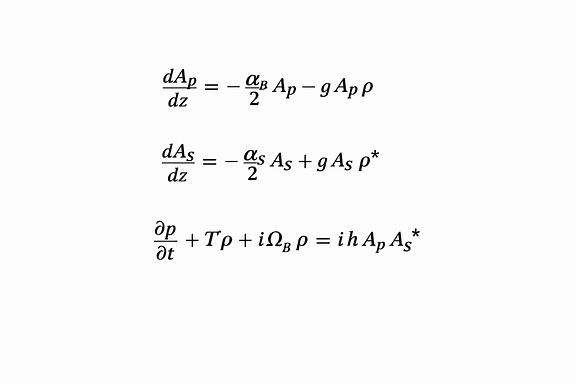 dA_p/dz = − α_B/2 A_p − g A_p ρ
dA_S/dz = − α_S/2 A_S + g A_S ρ*
∂p/∂t + Tρ + iΩ_B ρ = i h A_p A_S*